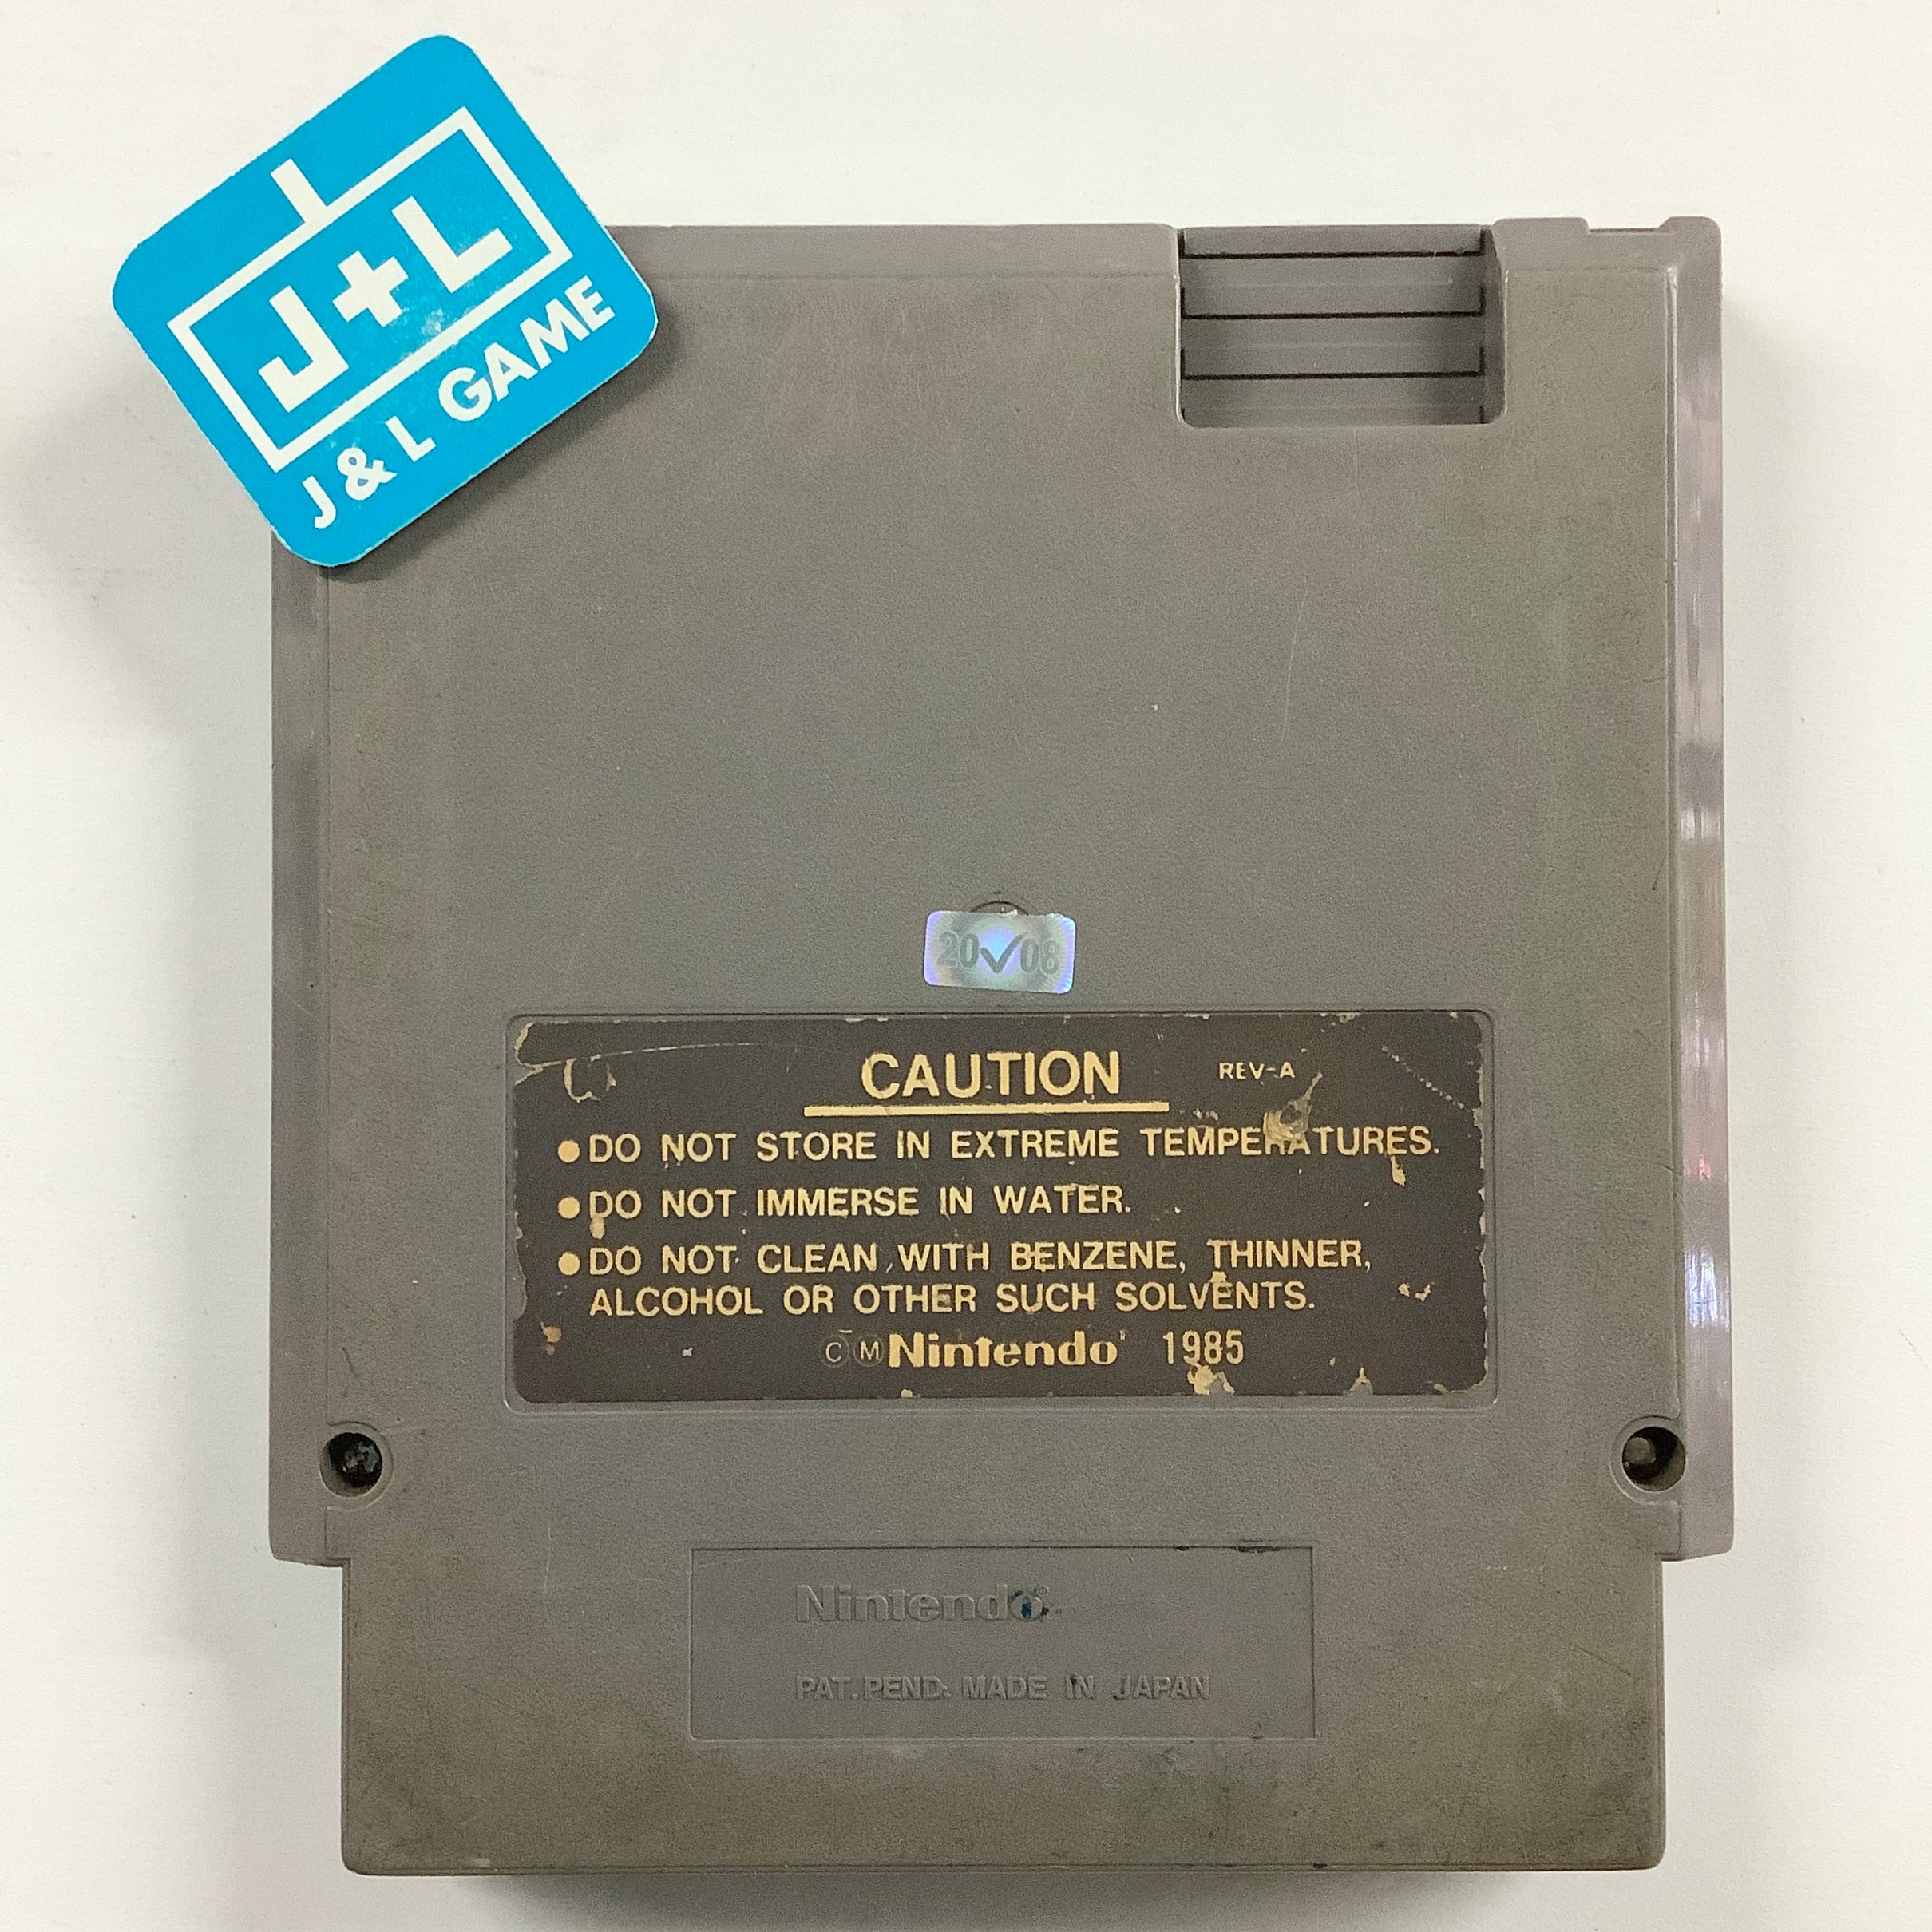 J+L
J & L GAME
20✓08
CAUTION REV-A
●DO NOT STORE IN EXTREME TEMPERATURES.
●DO NOT IMMERSE IN WATER.
●DO NOT CLEAN WITH BENZENE, THINNER,
ALCOHOL OR OTHER SUCH SOLVENTS.
ⒸⓂNintendo 1985
Nintendo®
PAT.PEND. MADE IN JAPAN